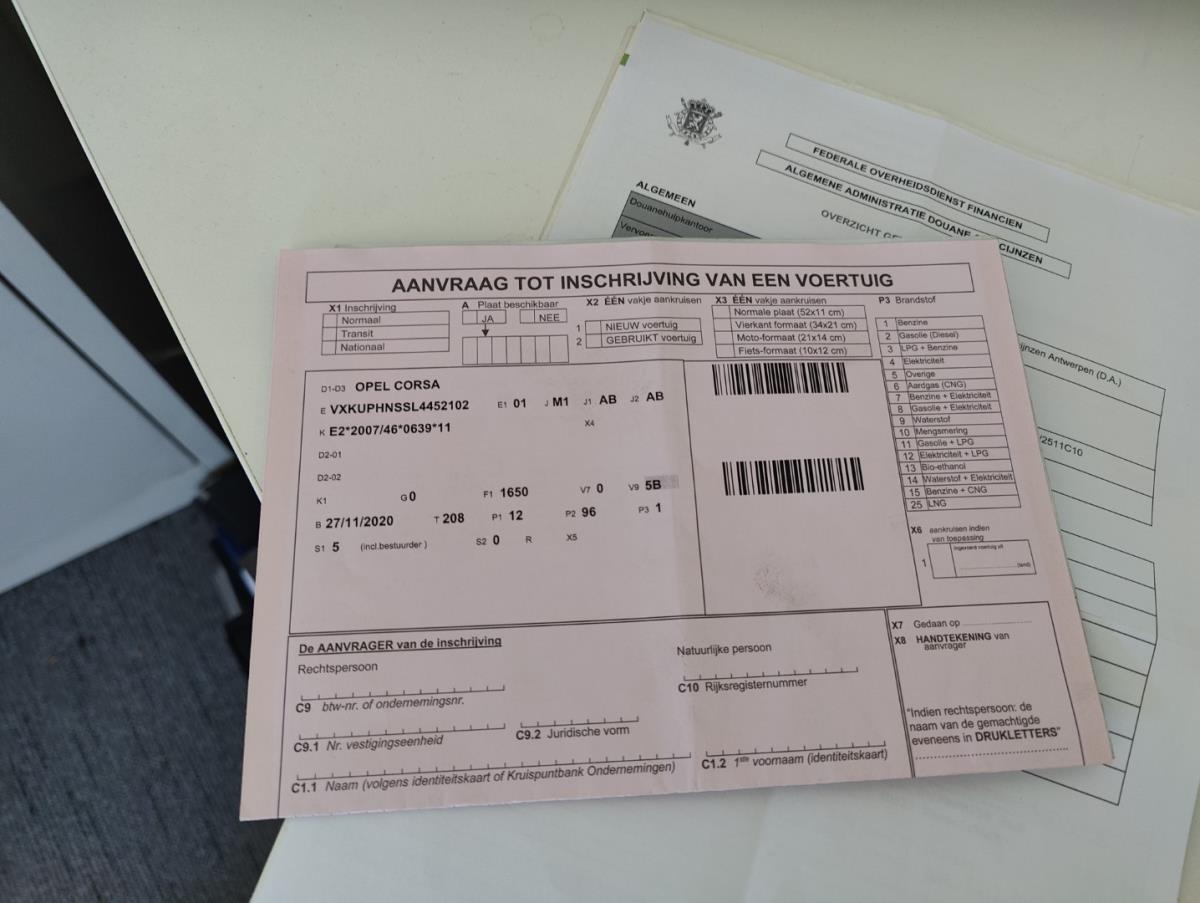 FEDERALE OVERHEIDSDIENST FINANCIEN
ALGEMENE ADMINISTRATIE DOUANE CIJNZEN
OVERZICHT
ALGEMEEN
Douanehulpkantoor
ijnzen Antwerpen (D.A.)
/2511C10
AANVRAAG TOT INSCHRIJVING VAN EEN VOERTUIG
X1 Inschrijving
Normaal
Transit
Nationaal
A Plaat beschikbaar
JA NEE
X2 ÉÉN vakje aankruisen
1 NIEUW voertuig
2 GEBRUIKT voertuig
X3 ÉÉN vakje aankruisen
Normale plaat (52x11 cm)
Vierkant formaat (34x21 cm)
Moto-formaat (21x14 cm)
Fiets-formaat (10x12 cm)
P3 Brandstof
1 Benzine
2 Gasolie (Diesel)
3 LPG + Benzine
4 Elektriciteit
5 Overige
6 Aardgas (CNG)
7 Benzine + Elektriciteit
8 Gasolie + Elektriciteit
9 Waterstof
10 Mengsmering
11 Gasolie + LPG
12 Elektriciteit + LPG
13 Bio-ethanol
14 Waterstof + Elektriciteit
15 Benzine + CNG
25 LNG
D1-D3 OPEL CORSA
E VXKUPHNSSL4452102 E1 01 J M1 J1 AB J2 AB
K E2*2007/46*0639*11 X4
D2-01
D2-02
K1 G 0 F1 1650 V7 0 V9 5B
B 27/11/2020 T 208 P1 12 P2 96 P3 1
S1 5 (incl.bestuurder ) S2 0 R X5
X6 aankruisen indien
van toepassing
1 Ingevoerd voertuig uit
(land)
De AANVRAGER van de inschrijving
Rechtspersoon
C9 btw-nr. of ondernemingsnr.
C9.1 Nr. vestigingseenheid
C9.2 Juridische vorm
C1.1 Naam (volgens identiteitskaart of Kruispuntbank Ondernemingen)
Natuurlijke persoon
C10 Rijksregisternummer
C1.2 1ste voornaam (identiteitskaart)
X7 Gedaan op
X8 HANDTEKENING van
aanvrager
"Indien rechtspersoon: de
naam van de gemachtigde
eveneens in DRUKLETTERS"